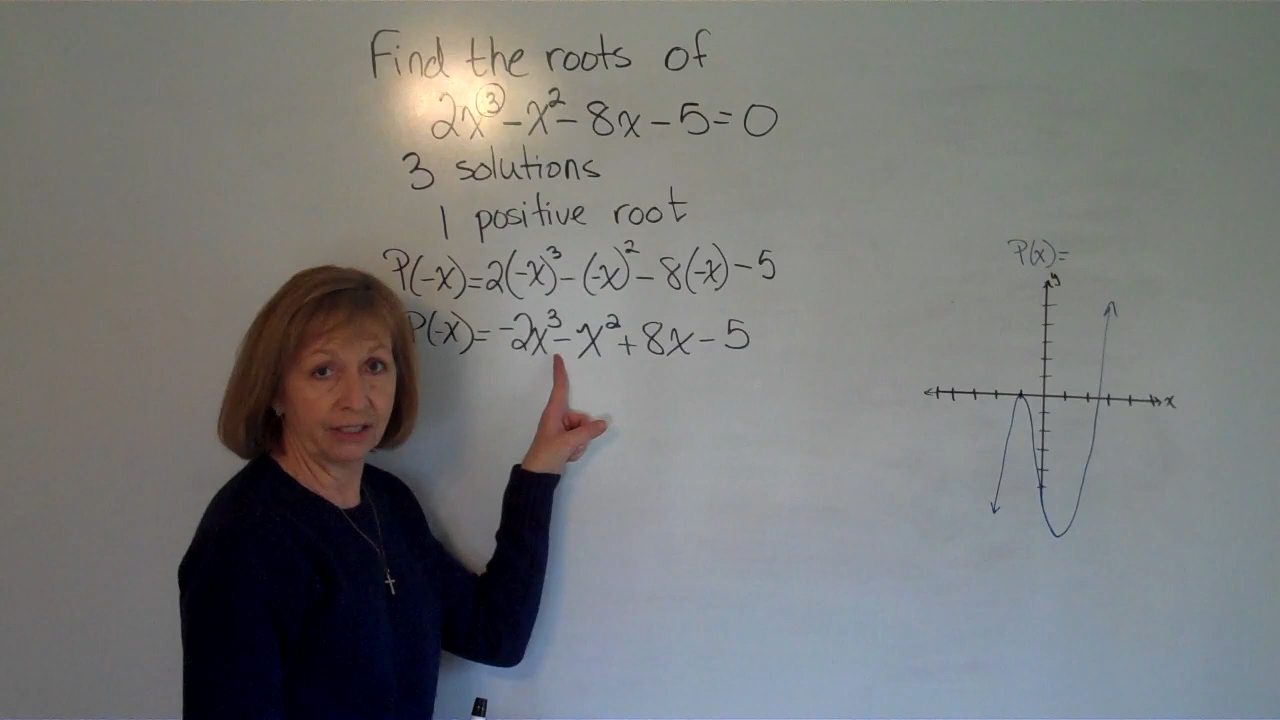 Find the roots of
2x³-x²-8x-5=0
3 solutions
1 positive root
P(-x)=2(-x)³-(-x)²-8(-x)-5
P(-x)=-2x³-x²+8x-5
P(x)=
y
x